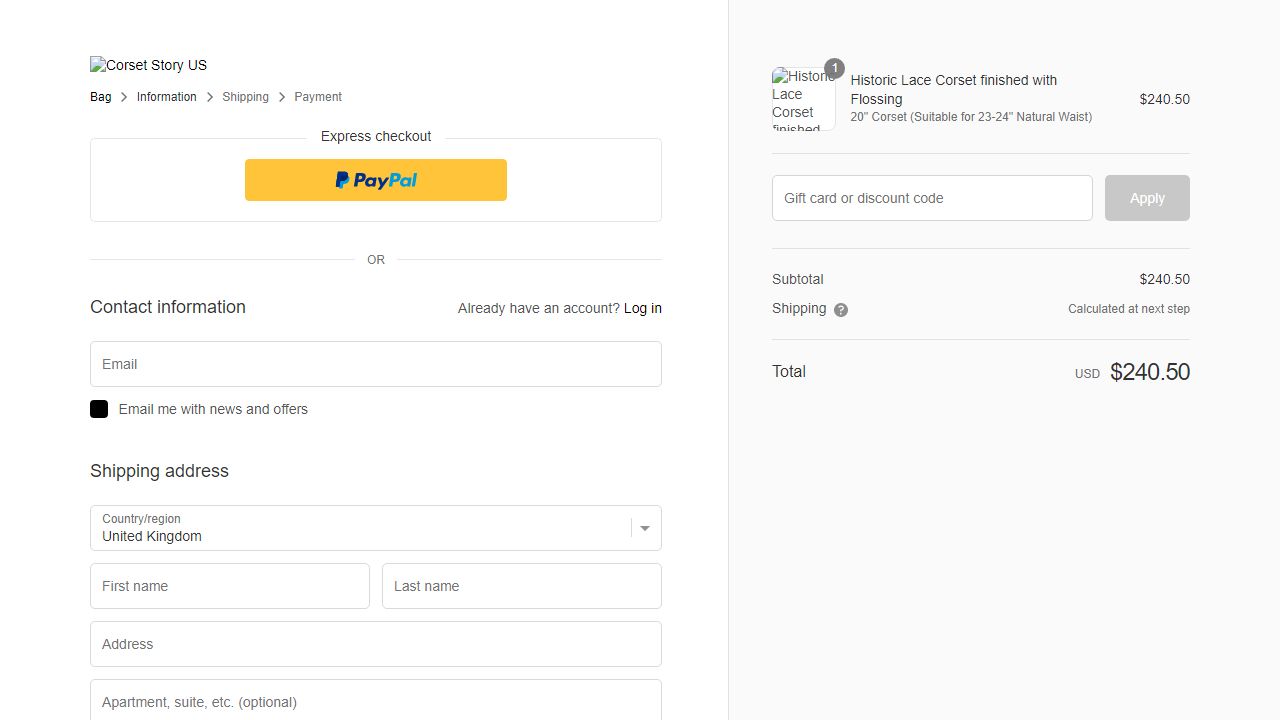 Corset Story US
Bag
Information
Shipping
Payment
Express checkout
PayPal
OR
Contact information
Already have an account? Log in
Email
Email me with news and offers
Shipping address
Country/region
United Kingdom
First name
Last name
Address
Apartment, suite, etc. (optional)
Historic
Lace
Corset
finished
1
Historic Lace Corset finished with
Flossing
20" Corset (Suitable for 23-24" Natural Waist)
$240.50
Gift card or discount code
Apply
Subtotal
$240.50
Shipping
?
Calculated at next step
Total
USD $240.50